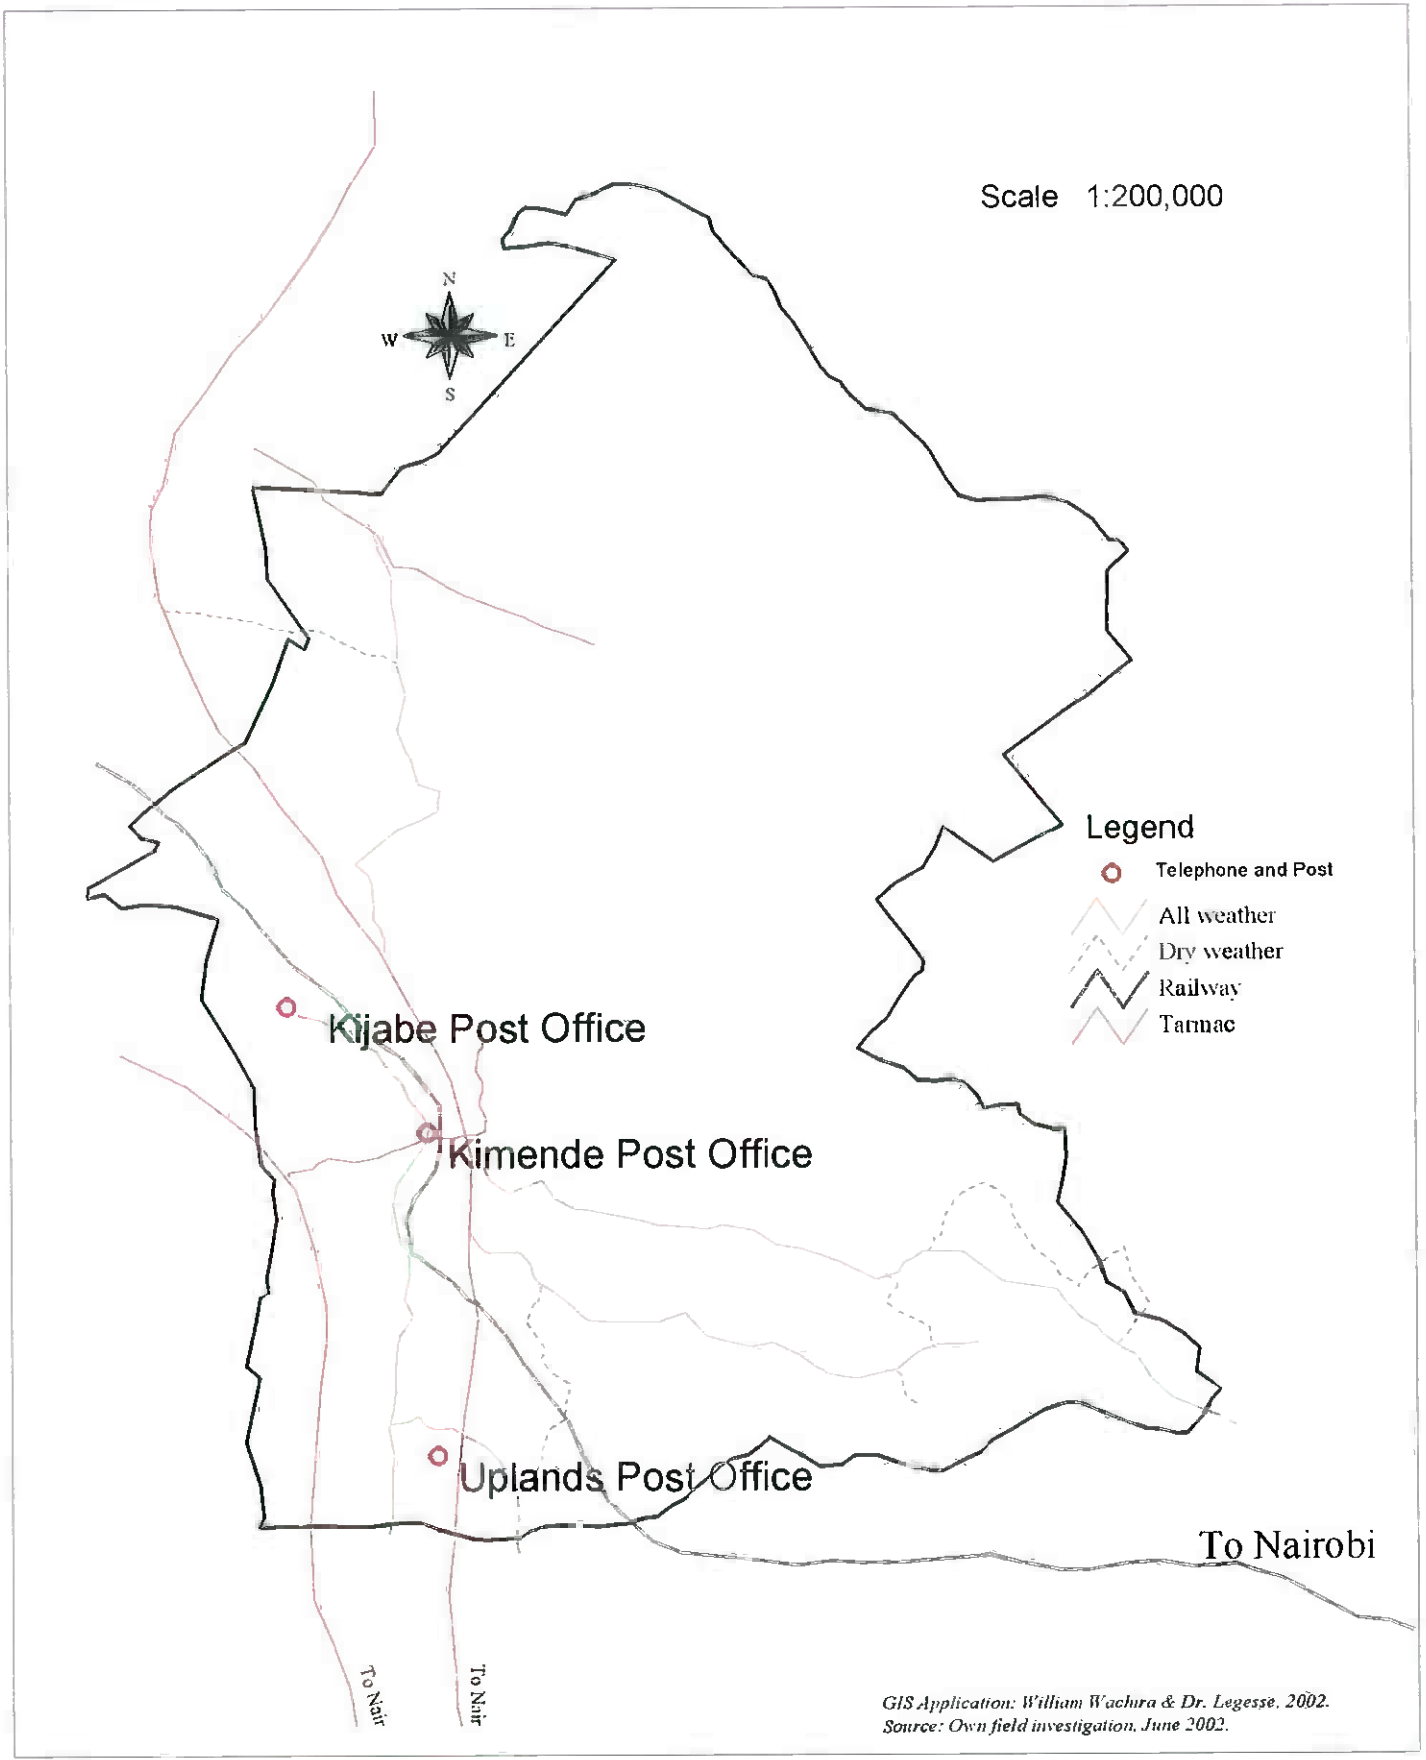 Scale 1:200,000
N
W E
S
Legend
Telephone and Post
All weather
Dry weather
Railway
Tarmac
Kijabe Post Office
Kimende Post Office
Uplands Post Office
To Nairobi
To Nair
To Nair
GIS Application: William Wachira & Dr. Legesse, 2002.
Source: Own field investigation, June 2002.